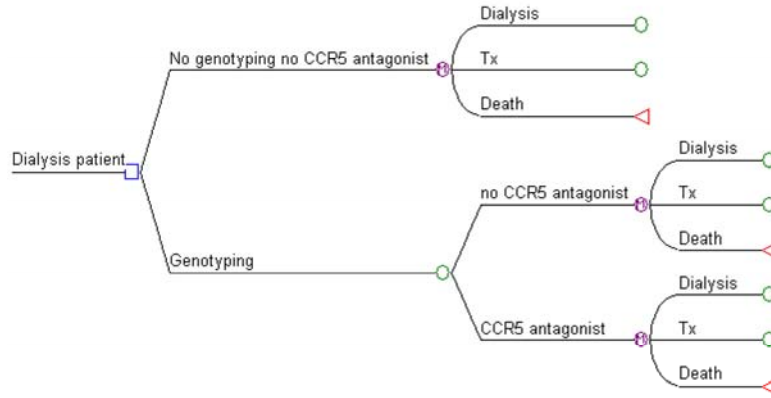 Dialysis
No genotyping no CCR5 antagonist
M
Tx
Death
Dialysis patient
Dialysis
no CCR5 antagonist
M
Tx
Death
Genotyping
Dialysis
CCR5 antagonist
M
Tx
Death